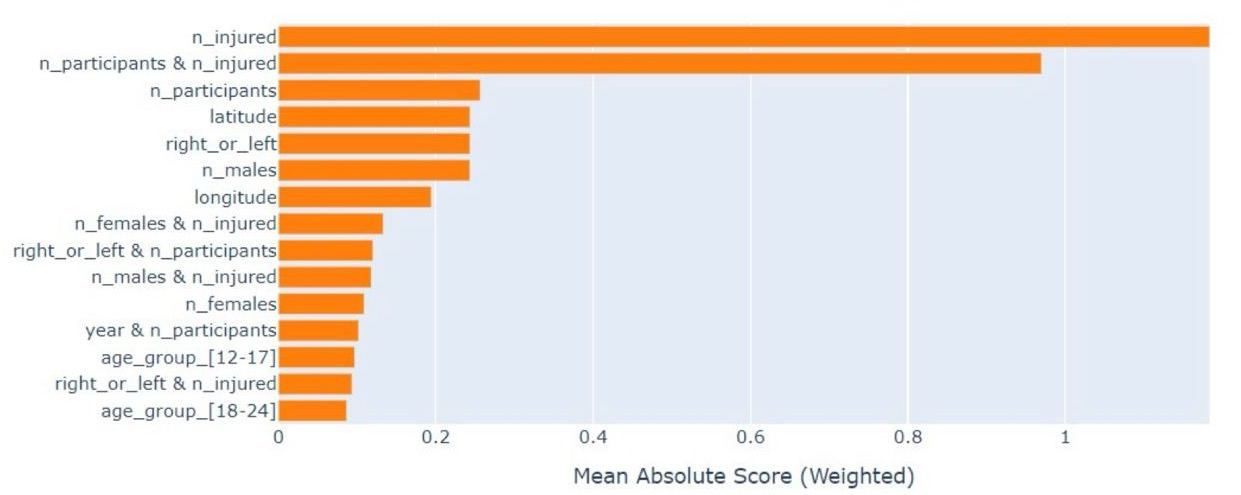 n_injured
n_participants & n_injured
n_participants
latitude
right_or_left
n_males
longitude
n_females & n_injured
right_or_left & n_participants
n_males & n_injured
n_females
year & n_participants
age_group_[12-17]
right_or_left & n_injured
age_group_[18-24]
0 0.2 0.4 0.6 0.8 1
Mean Absolute Score (Weighted)